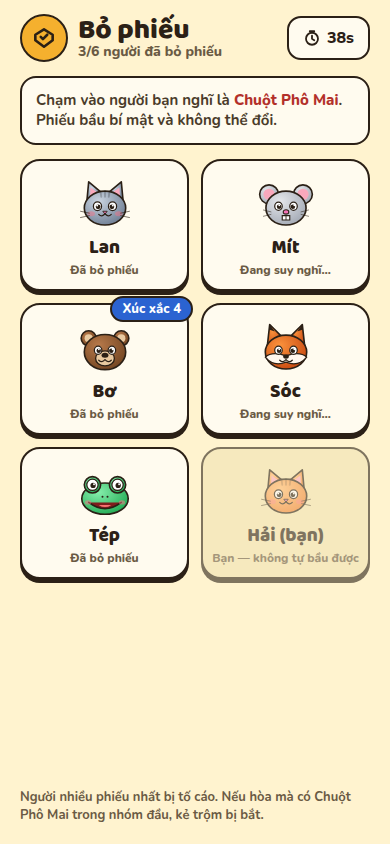 Bỏ phiếu
3/6 người đã bỏ phiếu
38s
Chạm vào người bạn nghĩ là Chuột Phô Mai.
Phiếu bầu bí mật và không thể đổi.
Lan
Đã bỏ phiếu
Mít
Đang suy nghĩ...
Xúc xắc 4
Bơ
Đã bỏ phiếu
Sóc
Đang suy nghĩ...
Tép
Đã bỏ phiếu
Hải (bạn)
Bạn — không tự bầu được
Người nhiều phiếu nhất bị tố cáo. Nếu hòa mà có Chuột
Phô Mai trong nhóm đầu, kẻ trộm bị bắt.